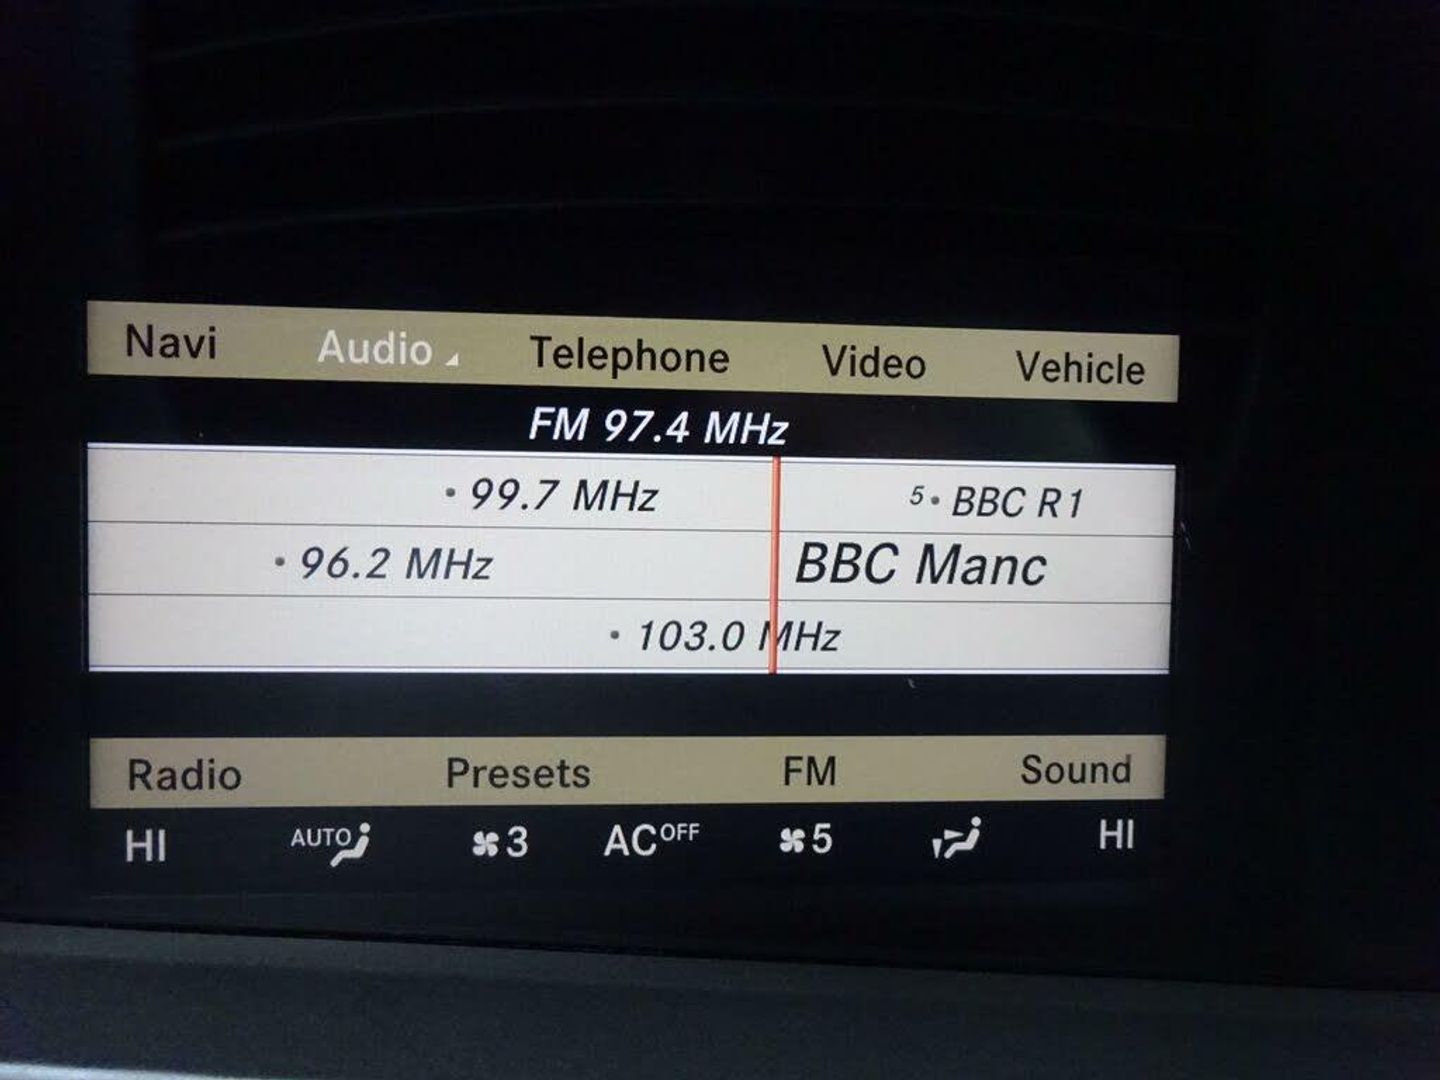 Navi Audio Telephone Video Vehicle
FM 97.4 MHz
99.7 MHz 5 • BBC R1
• 96.2 MHz BBC Manc
• 103.0 MHz
Radio Presets FM Sound
HI AUTO 3 AC OFF 5 HI